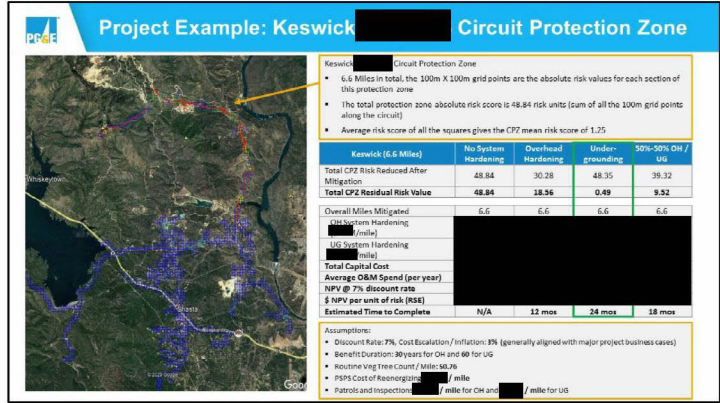 PG&E
Project Example: Keswick Circuit Protection Zone
Keswick Circuit Protection Zone
▪ 6.6 Miles in total, the 100m X 100m grid points are the absolute risk values for each section of
this protection zone
▪ The total protection zone absolute risk score is 48.84 risk units (sum of all the 100m grid points
along the circuit)
▪ Average risk score of all the squares gives the CPZ mean risk of 1.25
Keswick (6.6 Miles) No System Hardening Overhead Hardening Under-grounding 50%-50% OH / UG
Total CPZ Risk Reduced After
Mitigation 48.84 30.28 48.35 39.32
Total CPZ Residual Risk Value 48.84 18.56 0.49 9.52
Overall Miles Mitigated 6.6 6.6 6.6 6.6
OH System Hardening
/mile)
UG System Hardening
/mile)
Total Capital Cost
Average O&M Spend (per year)
NPV @ 7% discount rate
$ NPV per unit of risk (RSE)
Estimated Time to Complete N/A 12 mos 24 mos 18 mos
Assumptions:
▪ Discount Rate: 7%, Cost Escalation / Inflation: 3% (generally aligned with major project business cases)
▪ Benefit Duration: 30 years for OH and 60 for UG
▪ Routine Veg Tree Count / Mile: 50.76
▪ PSPS Cost of Reenergizing / mile
▪ Patrols and Inspections / mile for OH and / mile for UG
Whiskeytown
Shasta
© 2020 Google
Goog